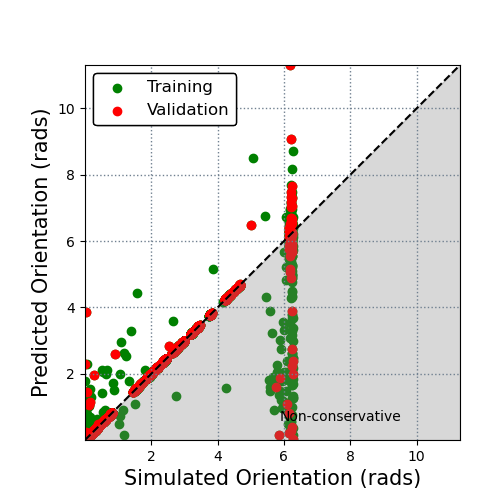 Training
Validation
10
8
6
4
2
Predicted Orientation (rads)
Non-conservative
2
4
6
8
10
Simulated Orientation (rads)